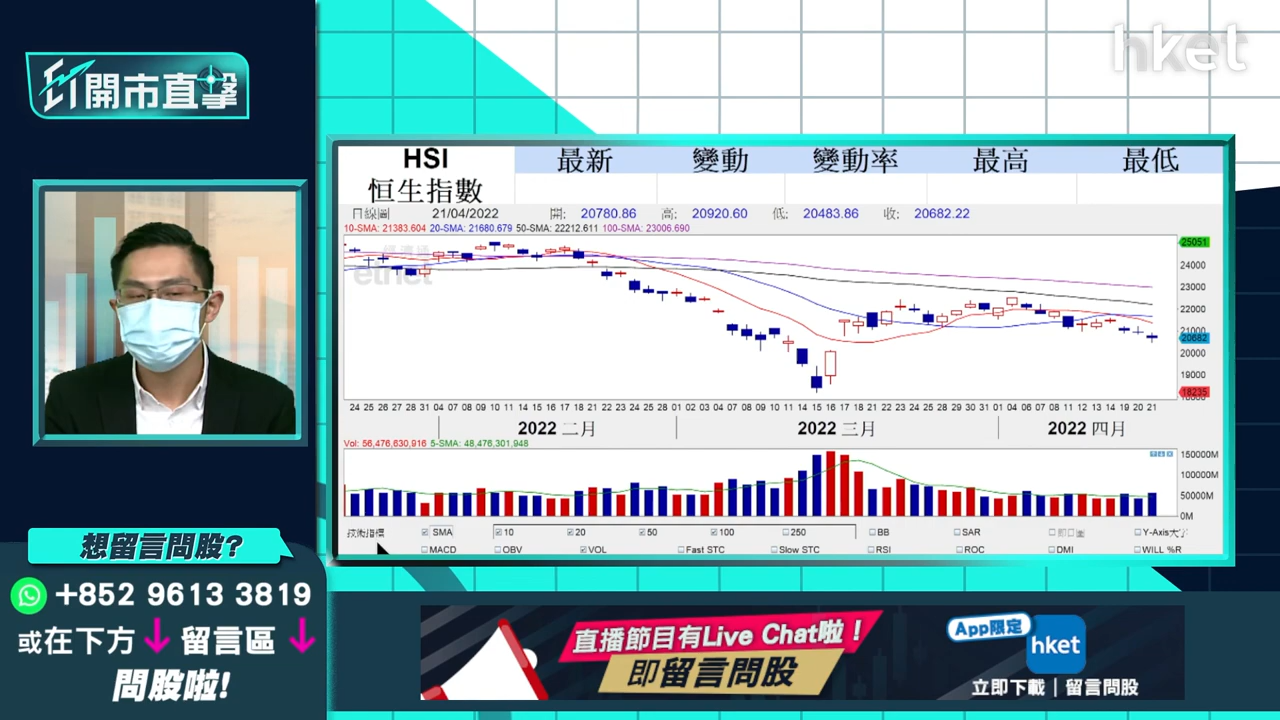 開市直擊
hket
HSI 最新 變動 變動率 最高 最低
恒生指數
日線圖 21/04/2022 開: 20780.86 高: 20920.60 低: 20483.86 收: 20682.22
10-SMA: 21383.604 20-SMA: 21680.679 50-SMA: 22212.611 100-SMA: 23006.690
經濟通
etnet
25051
24000
23000
22000
21000
20682
20000
19000
18235
24 25 26 27 28 31 04 07 08 09 10 11 14 15 16 17 18 21 22 23 24 25 28 01 02 03 04 07 08 09 10 11 14 15 16 17 18 21 22 23 24 25 28 29 30 31 01 04 06 07 08 11 12 13 14 19 20 21
2022 二月 2022 三月 2022 四月
Vol: 56,476,630,916 5-SMA: 48,476,301,948
150000M
100000M
50000M
0M
技術指標 SMA 10 20 50 100 250 BB SAR Y-Axis大
MACD OBV VOL Fast STC Slow STC RSI ROC DMI WILL %R
想留言問股?
+852 9613 3819
或在下方↓留言區↓
問股啦!
直播節目有Live Chat啦!
即留言問股
App限定
hket
立即下載|留言問股